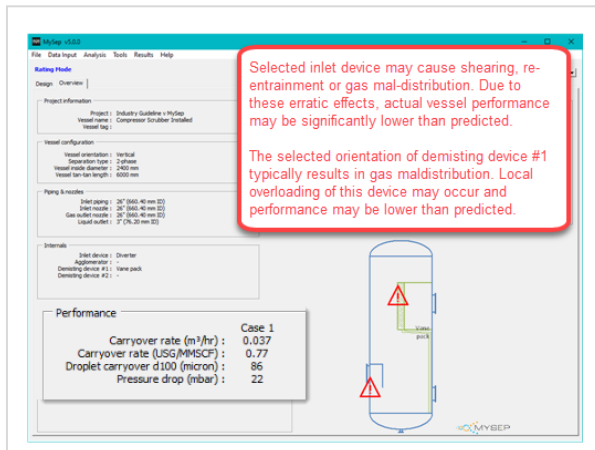 MySep v5.0.0
File Data Input Analysis Tools Results Help
Rating Mode
Design Overview
Project information
Project : Industry Guideline v MySep
Vessel name : Compressor Scrubber Installed
Vessel tag :
Vessel configuration
Vessel orientation : Vertical
Separation type : 2-phase
Vessel inside diameter : 2400 mm
Vessel tan-tan length : 6000 mm
Piping & nozzles
Inlet piping : 26" (660.40 mm ID)
Inlet nozzle : 26" (660.40 mm ID)
Gas outlet nozzle : 26" (660.40 mm ID)
Liquid outlet : 3" (76.20 mm ID)
Internals
Inlet device : Diverter
Agglomerator : -
Demisting device #1 : Vane pack
Demisting device #2 : -
Performance
Case 1
Carryover rate (m³/hr) : 0.037
Carryover rate (USG/MMSCF) : 0.77
Droplet carryover d100 (micron) : 86
Pressure drop (mbar) : 22
Selected inlet device may cause shearing, re-
entrainment or gas mal-distribution. Due to
these erratic effects, actual vessel performance
may be significantly lower than predicted.
The selected orientation of demisting device #1
typically results in gas maldistribution. Local
overloading of this device may occur and
performance may be lower than predicted.
Vane
pack
MYSEP